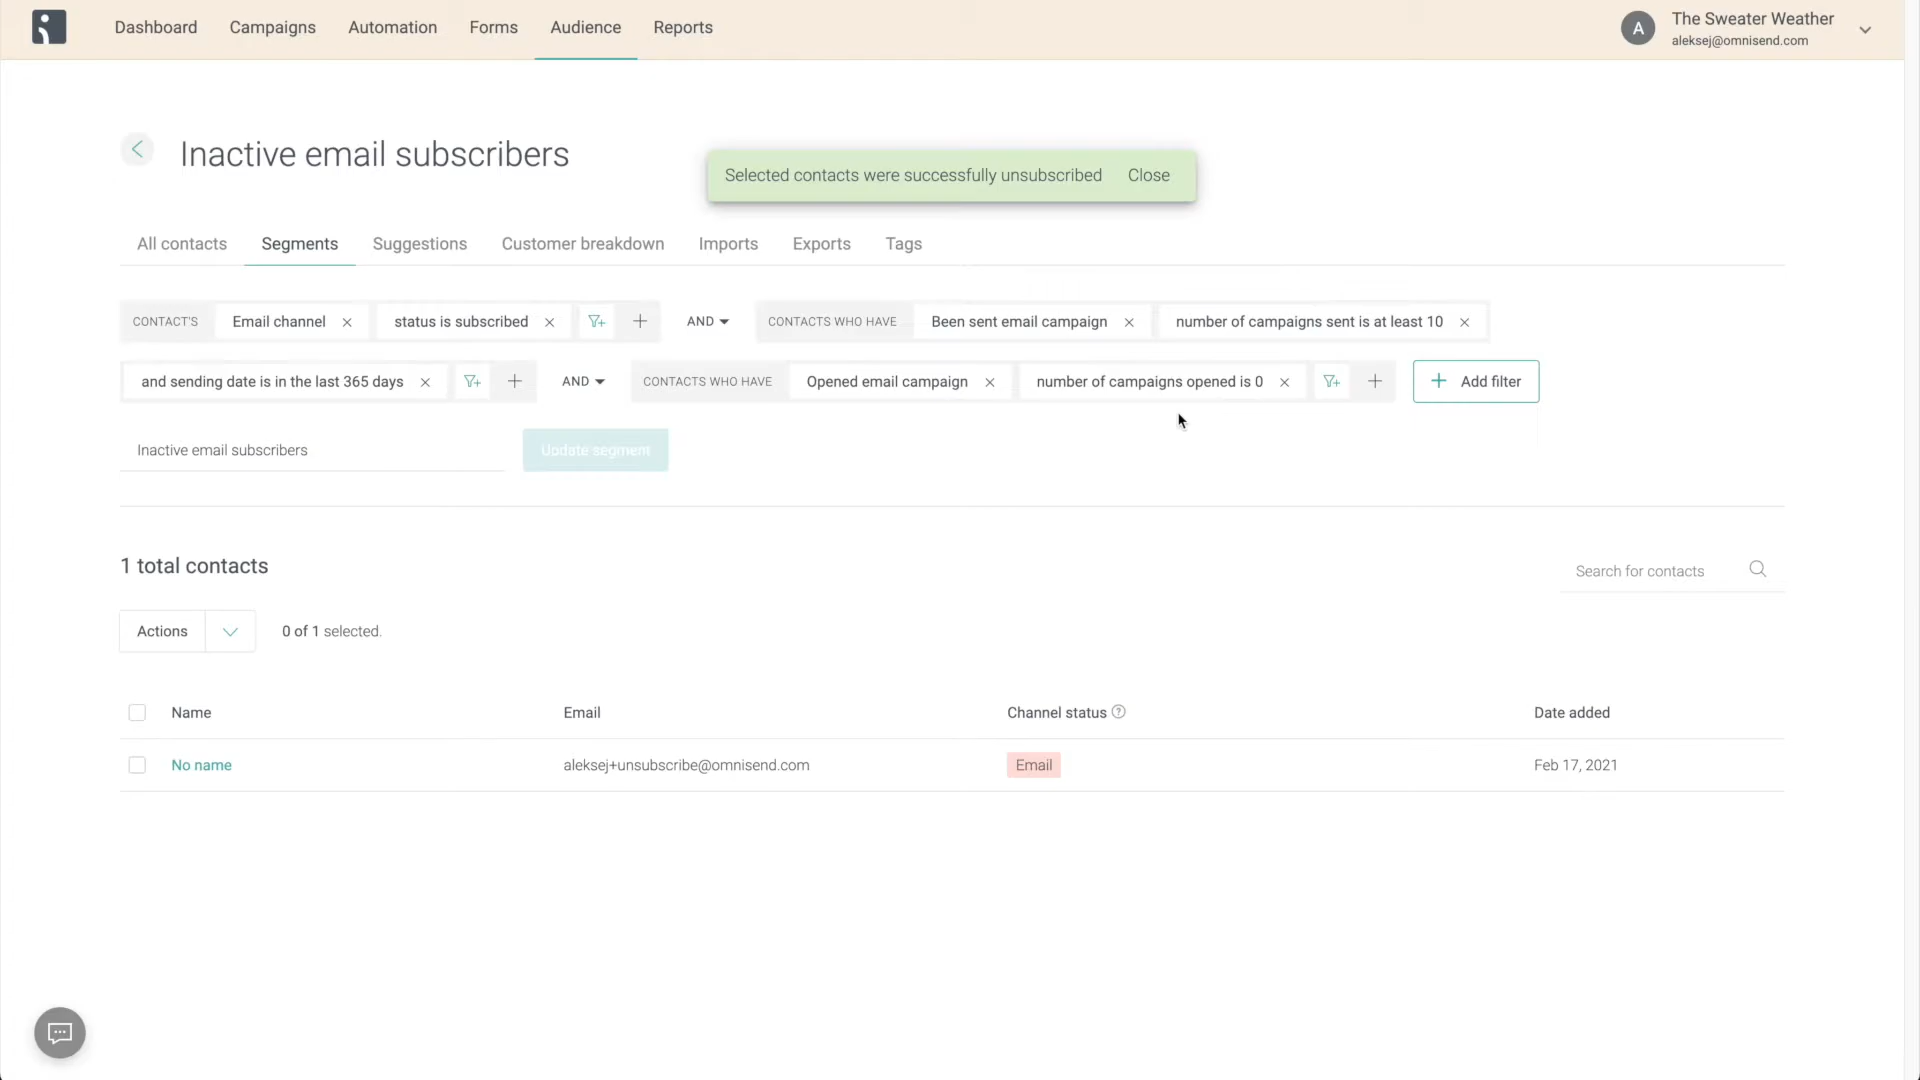 Dashboard Campaigns Automation Forms Audience Reports
A
The Sweater Weather
aleksej@omnisend.com
Inactive email subscribers
Selected contacts were successfully unsubscribed Close
All contacts Segments Suggestions Customer breakdown Imports Exports Tags
CONTACT'S Email channel status is subscribed AND CONTACTS WHO HAVE Been sent email campaign number of campaigns sent is at least 10
and sending date is in the last 365 days AND CONTACTS WHO HAVE Opened email campaign number of campaigns opened is 0 Add filter
Inactive email subscribers Update segment
1 total contacts
Search for contacts
Actions 0 of 1 selected.
Name Email Channel status Date added
No name aleksej+unsubscribe@omnisend.com Email Feb 17, 2021